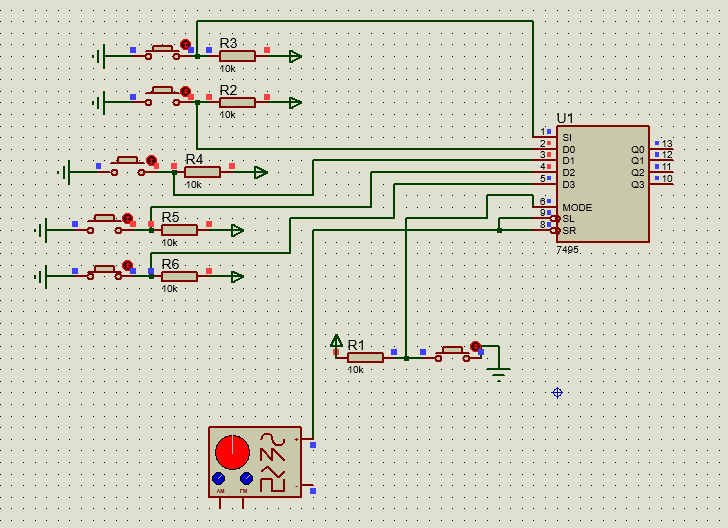 R3
10k
R2
10k
R4
10k
R5
10k
R6
10k
R1
10k
U1
1 SI
2 D0 Q0 13
3 D1 Q1 12
4 D2 Q2 11
5 D3 Q3 10
6 MODE
9 SL
8 SR
7495
+
-
AM FM